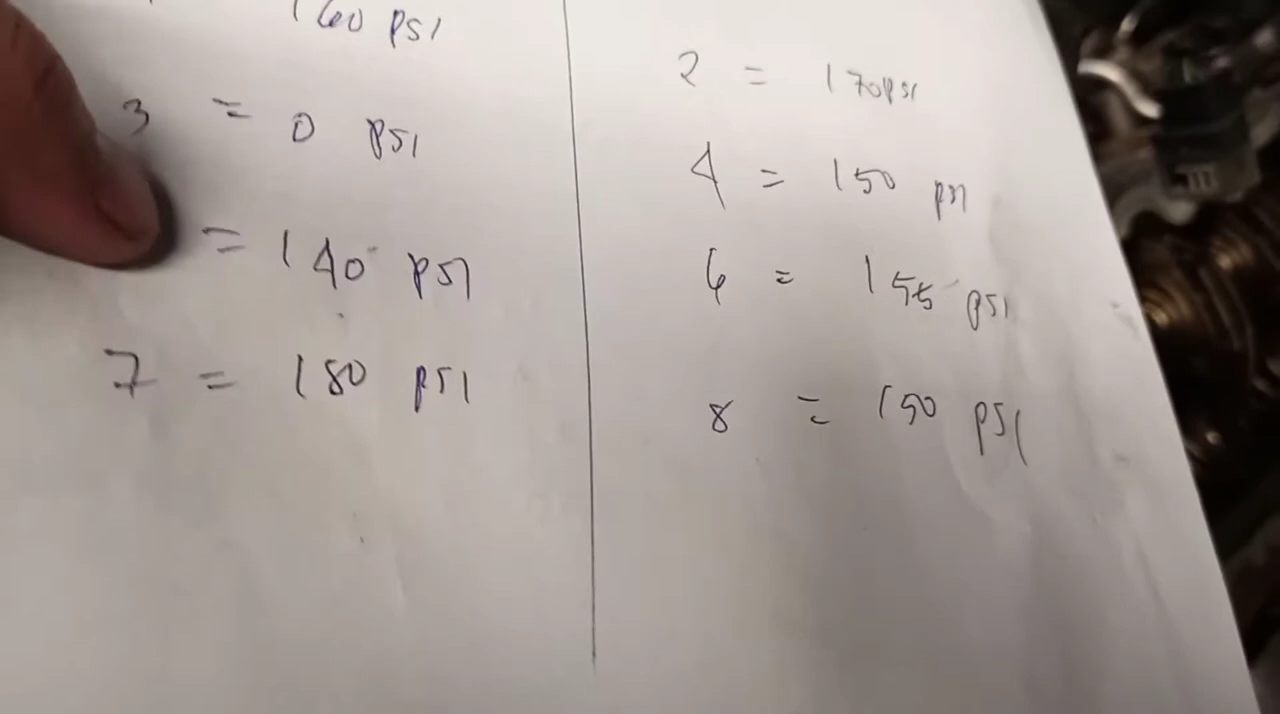 160 psi
3 = 0 psi
= 140 psi
7 = 180 psi
2 = 170psi
4 = 150 psi
6 = 155 psi
8 = 150 psi